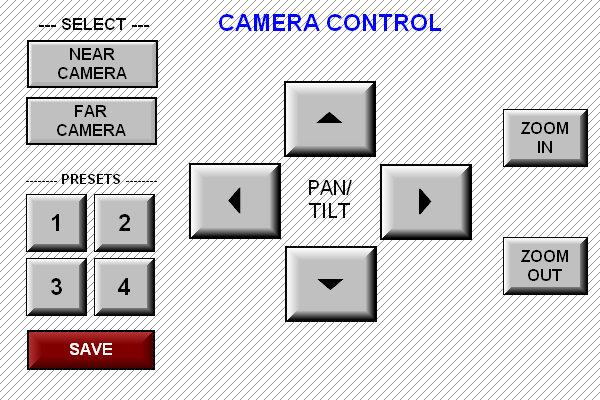 CAMERA CONTROL
--- SELECT ---
NEAR
CAMERA
FAR
CAMERA
-------- PRESETS --------
1 2
3 4
SAVE
PAN/
TILT
ZOOM
IN
ZOOM
OUT